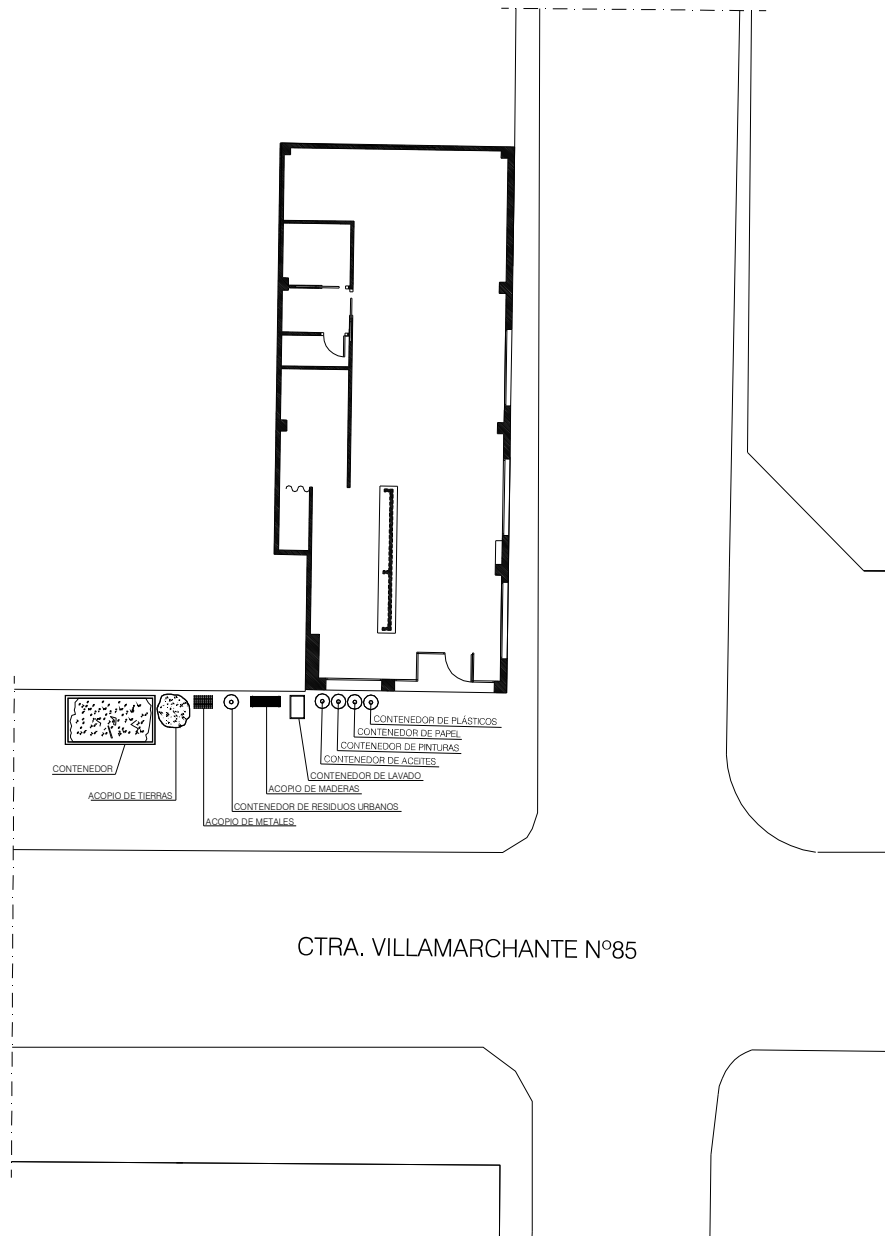 CONTENEDOR DE PLÁSTICOS
CONTENEDOR DE PAPEL
CONTENEDOR DE PINTURAS
CONTENEDOR DE ACEITES
CONTENEDOR
CONTENEDOR DE LAVADO
ACOPIO DE MADERAS
ACOPIO DE TIERRAS
CONTENEDOR DE RESIDUOS URBANOS
ACOPIO DE METALES
CTRA. VILLAMARCHANTE Nº85